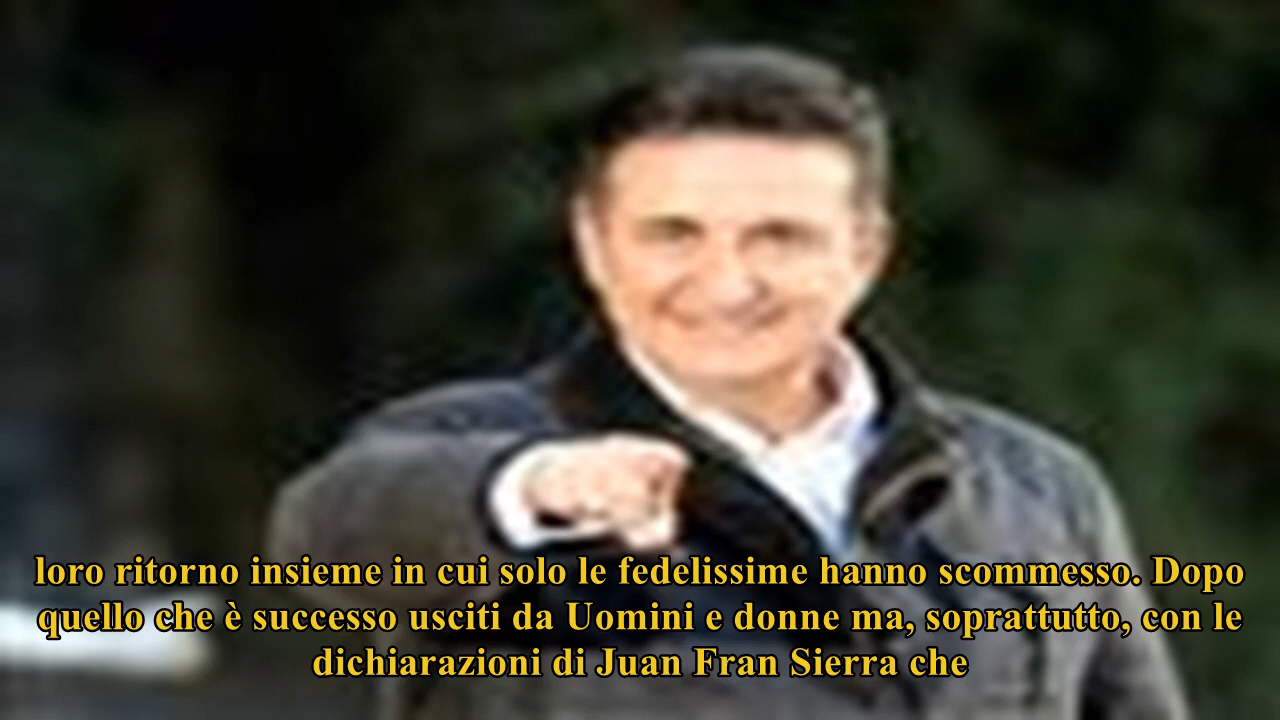 loro ritorno insieme in cui solo le fedelissime hanno scommesso. Dopo
quello che è successo usciti da Uomini e donne ma, soprattutto, con le
dichiarazioni di Juan Fran Sierra che